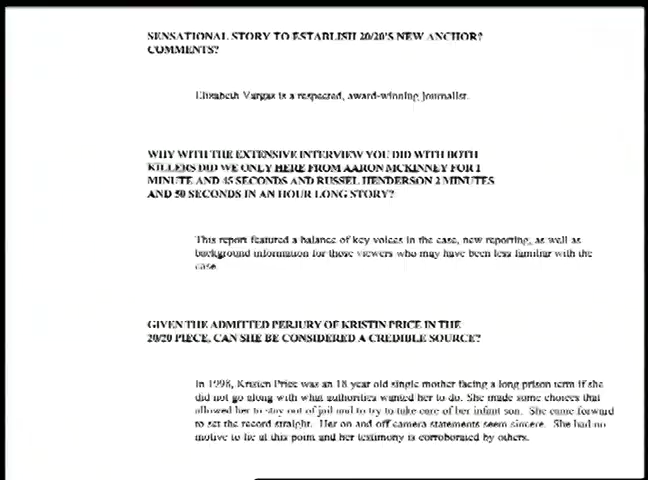 SENSATIONAL STORY TO ESTABLISH 20/20'S NEW ANCHOR?
COMMENTS?
Elizabeth Vargas is a respected, award-winning journalist.
WHY WITH THE EXTENSIVE INTERVIEW YOU DID WITH BOTH
KILLERS DID WE ONLY HERE FROM AARON MCKINNEY FOR 1
MINUTE AND 45 SECONDS AND RUSSEL HENDERSON 2 MINUTES
AND 50 SECONDS IN AN HOUR LONG STORY?
This report featured a balance of key voices in the case, new reporting, as well as
background information for those viewers who may have been less familiar with the
case.
GIVEN THE ADMITTED PERJURY OF KRISTIN PRICE IN THE
20/20 PIECE, CAN SHE BE CONSIDERED A CREDIBLE SOURCE?
In 1998, Kristen Price was an 18 year old single mother facing a long prison term if she
did not go along with what authorities wanted her to do. She made some choices that
allowed her to stay out of jail and to try to take care of her infant son. She came forward
to set the record straight. Her on and off camera statements seem sincere. She had no
motive to lie at this point and her testimony is corroborated by others.